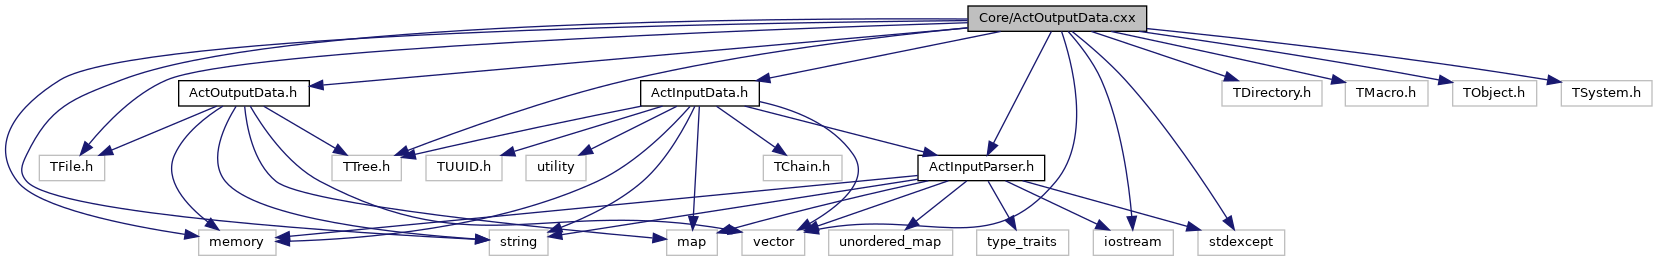 Core/ActOutputData.cxx
ActOutputData.h
ActInputData.h
TDirectory.h
TMacro.h
TObject.h
TSystem.h
TFile.h
TTree.h
TUUID.h
utility
TChain.h
ActInputParser.h
memory
string
map
vector
unordered_map
type_traits
iostream
stdexcept